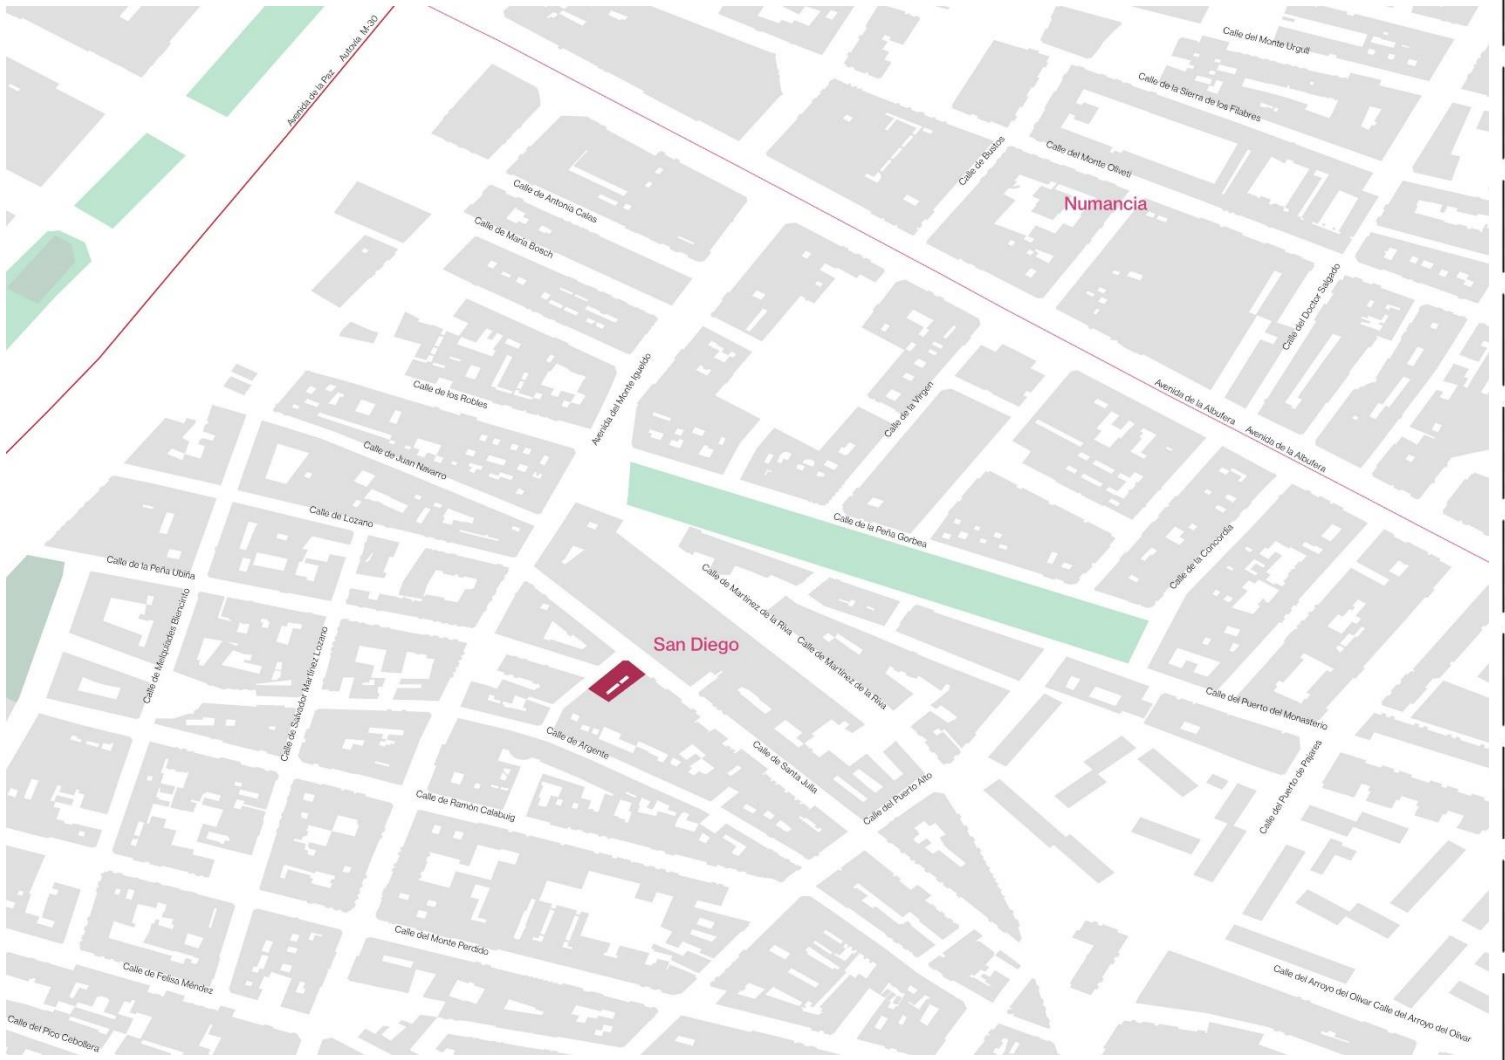 Autovía M-30
Avenida de la Paz
Calle del Monte Urgull
Calle de la Sierra de los Filabres
Calle del Monte Oliveti
Calle de Bustos
Numancia
Calle de Antonia Calas
Calle de María Bosch
Calle del Doctor Salgado
Avenida del Monte Igueldo
Calle de los Robles
Calle de la Virgen
Avenida de la Albufera
Avenida de la Albufera
Calle de Juan Navarro
Calle de Lozano
Calle de la Peña Gorbea
Calle de la Concordia
Calle de la Peña Ubiña
Calle de Martínez de la Riva
Calle de Martínez de la Riva
Calle de Melquíades Biencinto
Calle de Salvador Martínez Lozano
San Diego
Calle del Puerto del Monasterio
Calle de Argente
Calle de Santa Julia
Calle del Puerto Alto
Calle del Puerto de Pajares
Calle de Ramón Calabuig
Calle del Monte Perdido
Calle de Felisa Méndez
Calle del Arroyo del Olivar Calle del Arroyo del Olivar
Calle del Pico Cebollera